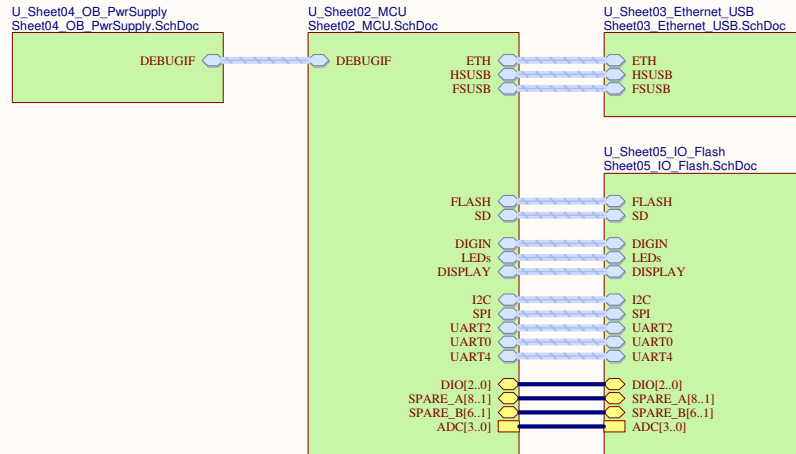 U_Sheet04_OB_PwrSupply
Sheet04_OB_PwrSupply.SchDoc
DEBUGIF
U_Sheet02_MCU
Sheet02_MCU.SchDoc
DEBUGIF
ETH
HSUSB
FSUSB
FLASH
SD
DIGIN
LEDs
DISPLAY
I2C
SPI
UART2
UART0
UART4
DIO[2..0]
SPARE_A[8..1]
SPARE_B[6..1]
ADC[3..0]
U_Sheet03_Ethernet_USB
Sheet03_Ethernet_USB.SchDoc
ETH
HSUSB
FSUSB
U_Sheet05_IO_Flash
Sheet05_IO_Flash.SchDoc
FLASH
SD
DIGIN
LEDs
DISPLAY
I2C
SPI
UART2
UART0
UART4
DIO[2..0]
SPARE_A[8..1]
SPARE_B[6..1]
ADC[3..0]